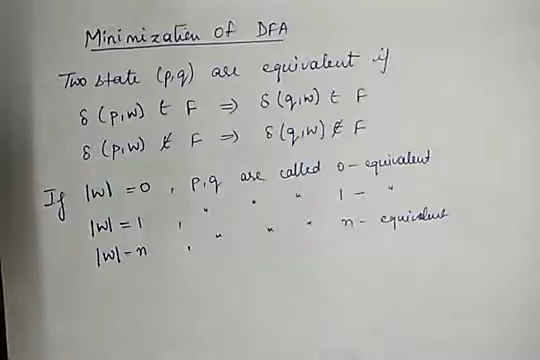 Minimization of DFA
Two state (p,q) are equivalent if
δ (p,w) ∈ F ⇒ δ(q,w) ∈ F
δ (p,w) ∉ F ⇒ δ(q,w) ∉ F
If |w| = 0 , p,q are called 0 - equivalent
|w| = 1 , " " " 1 - "
|w| = n , " " " n - equivalent